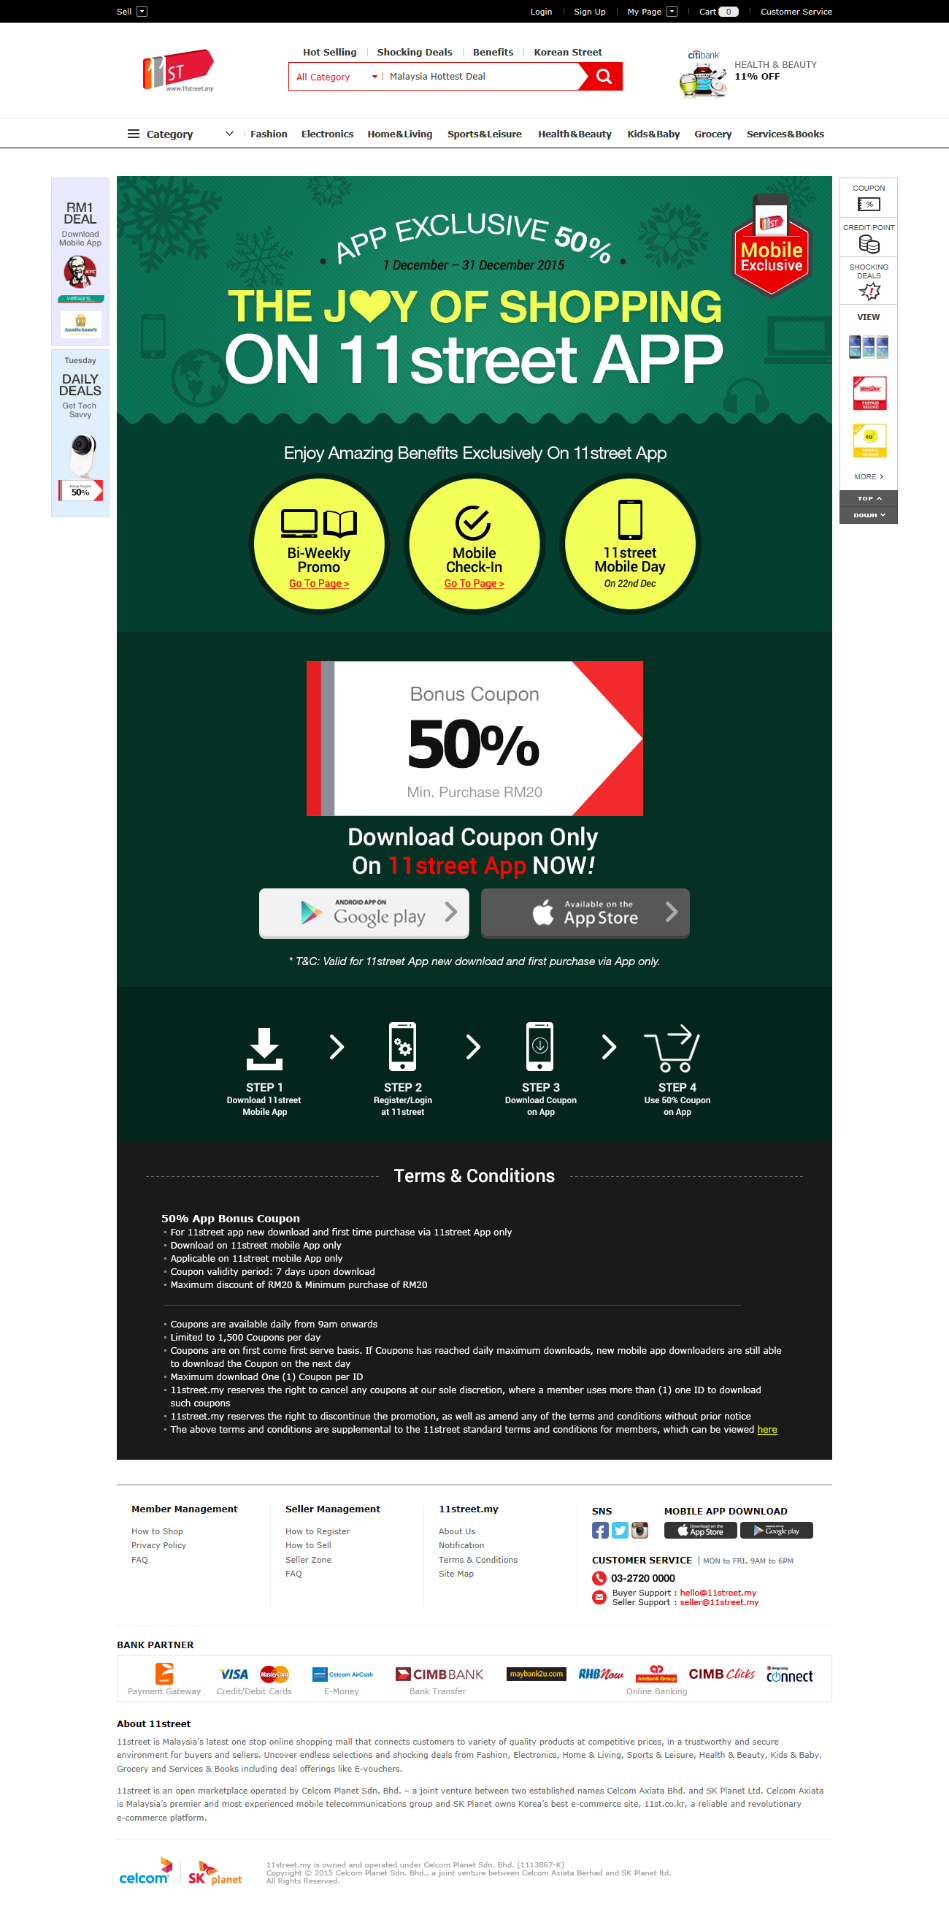 Sell
Login
Sign Up
My Page
Cart 0
Customer Service
11ST
www.11street.my
Hot Selling
Shocking Deals
Benefits
Korean Street
All Category
Malaysia Hottest Deal
citibank
HEALTH & BEAUTY
11% OFF
Category
Fashion
Electronics
Home&Living
Sports&Leisure
Health&Beauty
Kids&Baby
Grocery
Services&Books
RM1
DEAL
Download
Mobile App
KFC
Tuesday
DAILY
DEALS
Get Tech
Savvy
Bonus Coupon
50%
APP EXCLUSIVE 50%
1 December – 31 December 2015
THE JOY OF SHOPPING
ON 11street APP
11ST
Mobile
Exclusive
COUPON
%
CREDIT/POINT
SHOCKING
DEALS
VIEW
PREPAID
RELOAD
PREPAID
RELOAD
MORE >
TOP
DOWN
Enjoy Amazing Benefits Exclusively On 11street App
Bi-Weekly
Promo
Go To Page >
Mobile
Check-In
Go To Page >
11street
Mobile Day
On 22nd Dec
Bonus Coupon
50%
Min. Purchase RM20
Download Coupon Only
On 11street App NOW!
ANDROID APP ON
Google play
Available on the
App Store
* T&C: Valid for 11street App new download and first purchase via App only.
STEP 1
Download 11street
Mobile App
STEP 2
Register/Login
at 11street
STEP 3
Download Coupon
on App
STEP 4
Use 50% Coupon
on App
Terms & Conditions
50% App Bonus Coupon
• For 11street app new download and first time purchase via 11street App only
• Download on 11street mobile App only
• Applicable on 11street mobile App only
• Coupon validity period: 7 days upon download
• Maximum discount of RM20 & Minimum purchase of RM20
• Coupons are available daily from 9am onwards
• Limited to 1,500 Coupons per day
• Coupons are on first come first serve basis. If Coupons has reached daily maximum downloads, new mobile app downloaders are still able
to download the Coupon on the next day
• Maximum download One (1) Coupon per ID
• 11street.my reserves the right to cancel any coupons at our sole discretion, where a member uses more than (1) one ID to download
such coupons
• 11street.my reserves the right to discontinue the promotion, as well as amend any of the terms and conditions without prior notice
• The above terms and conditions are supplemental to the 11street standard terms and conditions for members, which can be viewed here
Member Management
How to Shop
Privacy Policy
FAQ
Seller Management
How to Register
How to Sell
Seller Zone
FAQ
11street.my
About Us
Notification
Terms & Conditions
Site Map
SNS
MOBILE APP DOWNLOAD
App Store
Google play
CUSTOMER SERVICE | MON to FRI, 9AM to 6PM
03-2720 0000
Buyer Support : hello@11street.my
Seller Support : seller@11street.my
BANK PARTNER
Payment Gateway
VISA
MasterCard
Credit/Debit Cards
Celcom AirCash
E-Money
CIMB BANK
Bank Transfer
maybank2u.com
RHB Now
AmBank Group
CIMB Clicks
connect
Online Banking
About 11street
11street is Malaysia's latest one stop online shopping mall that connects customers to variety of quality products at competitive prices, in a trustworthy and secure
environment for buyers and sellers. Uncover endless selections and shocking deals from Fashion, Electronics, Home & Living, Sports & Leisure, Health & Beauty, Kids & Baby,
Grocery and Services & Books including deal offerings like E-vouchers.
11street is an open marketplace operated by Celcom Planet Sdn. Bhd. – a joint venture between two established names Celcom Axiata Bhd. and SK Planet Ltd. Celcom Axiata
is Malaysia's premier and most experienced mobile telecommunications group and SK Planet owns Korea's best e-commerce site, 11st.co.kr, a reliable and revolutionary
e-commerce platform.
celcom
SK planet
11street.my is owned and operated under Celcom Planet Sdn. Bhd. (1113867-K)
Copyright © 2015 Celcom Planet Sdn. Bhd., a joint venture between Celcom Axiata Berhad and SK Planet ltd.
All Rights Reserved.